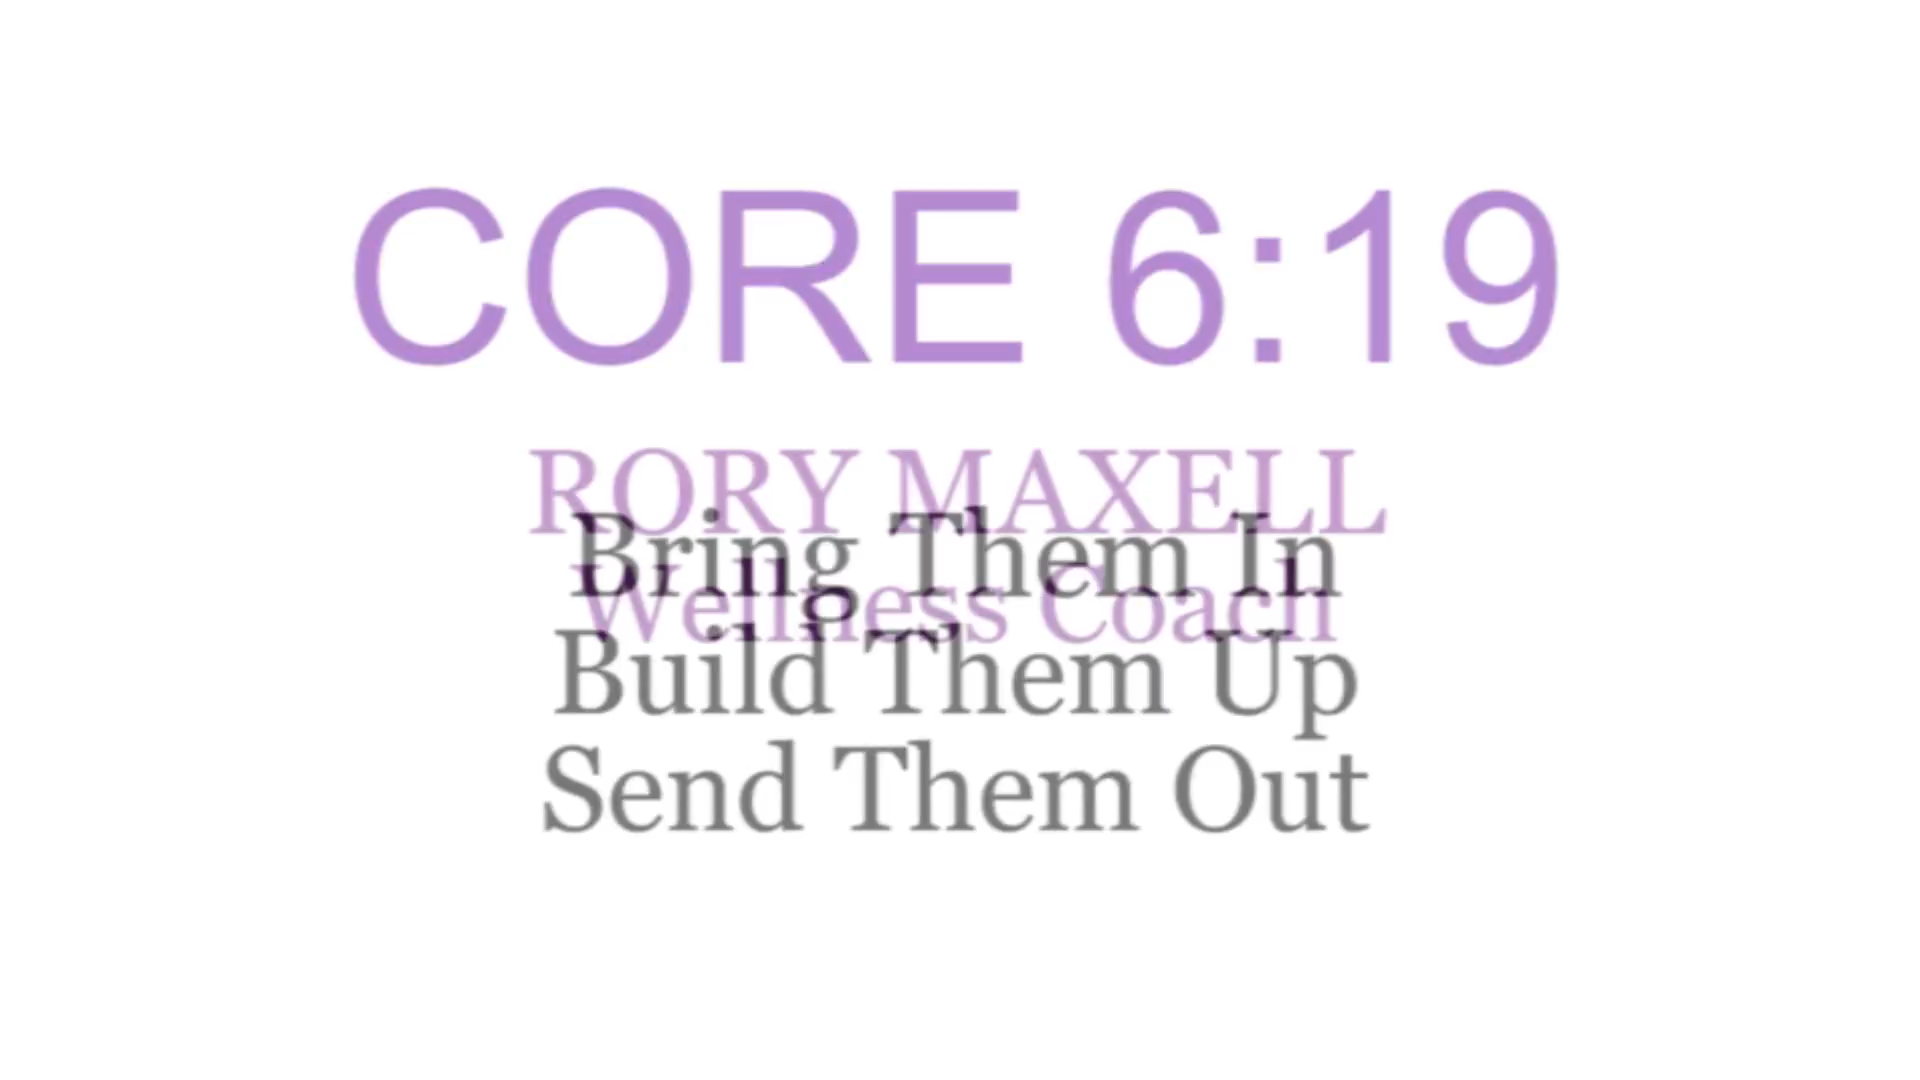 CORE 6:19
RORY MAXELL
Bring Them In
Wellness Coach
Build Them Up
Send Them Out